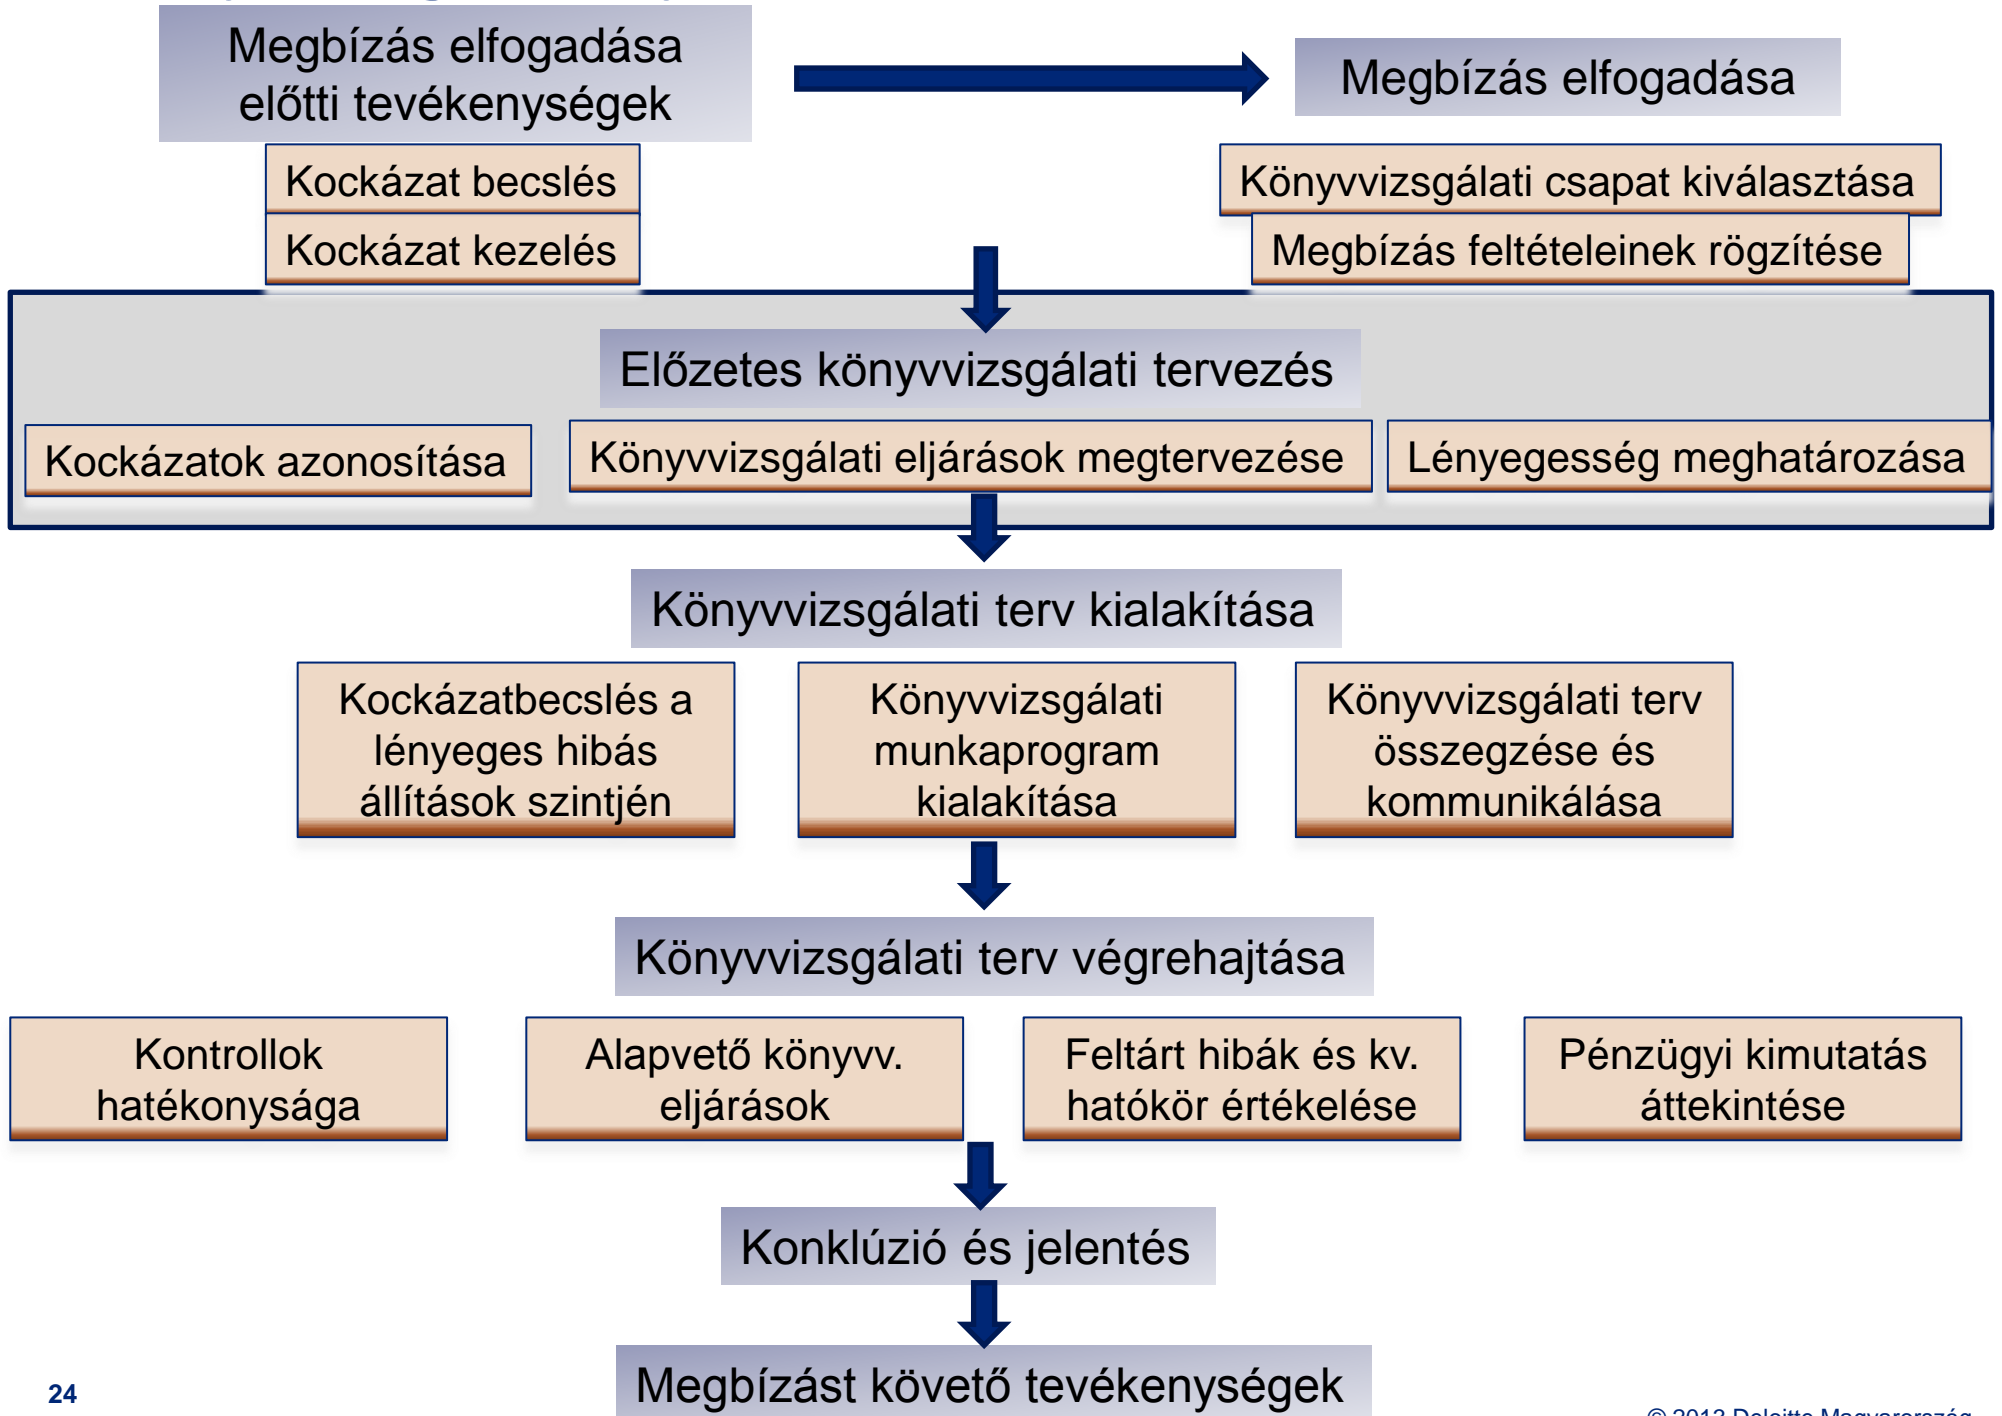 Megbízás elfogadása
előtti tevékenységek
Megbízás elfogadása
Kockázat becslés
Kockázat kezelés
Könyvvizsgálati csapat kiválasztása
Megbízás feltételeinek rögzítése
Előzetes könyvvizsgálati tervezés
Kockázatok azonosítása
Könyvvizsgálati eljárások megtervezése
Lényegesség meghatározása
Könyvvizsgálati terv kialakítása
Kockázatbecslés a
lényeges hibás
állítások szintjén
Könyvvizsgálati
munkaprogram
kialakítása
Könyvvizsgálati terv
összegzése és
kommunikálása
Könyvvizsgálati terv végrehajtása
Kontrollok
hatékonysága
Alapvető könyvv.
eljárások
Feltárt hibák és kv.
hatókör értékelése
Pénzügyi kimutatás
áttekintése
Konklúzió és jelentés
Megbízást követő tevékenységek
24
© 2013 Deloitte Magyarország